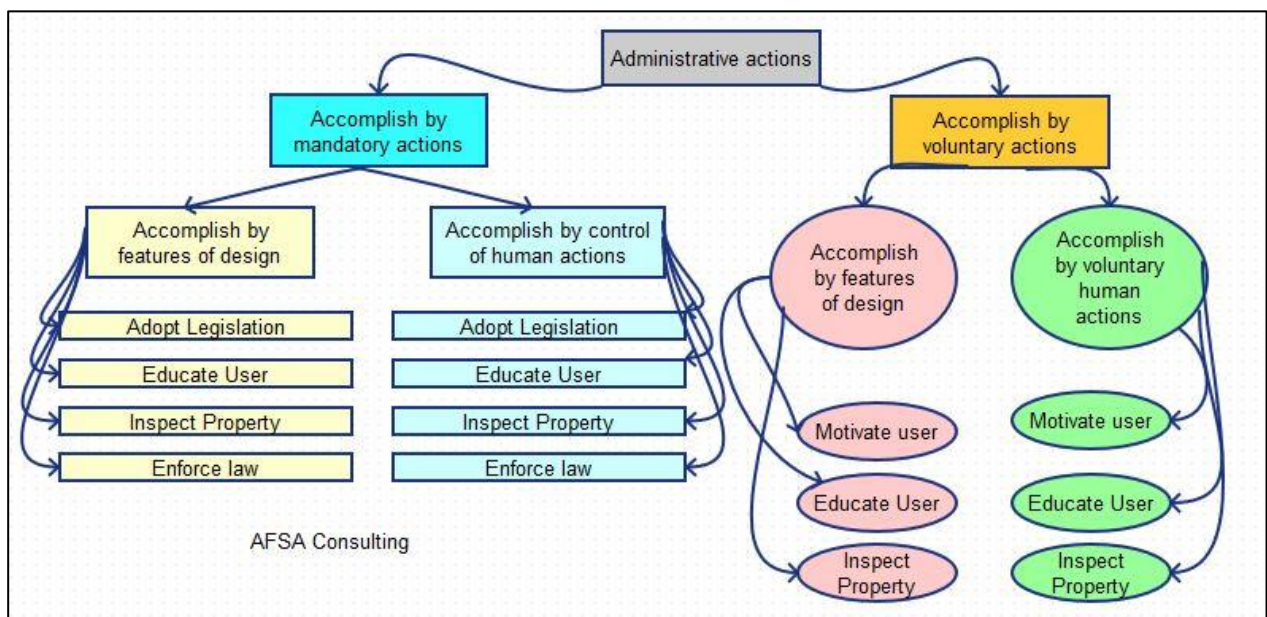 Administrative actions
Accomplish by
mandatory actions
Accomplish by
voluntary actions
Accomplish by
features of design
Accomplish by control
of human actions
Accomplish
by features
of design
Accomplish
by voluntary
human
actions
Adopt Legislation
Educate User
Inspect Property
Enforce law
Adopt Legislation
Educate User
Inspect Property
Enforce law
Motivate user
Educate User
Inspect
Property
Motivate user
Educate User
Inspect
Property
AFSA Consulting